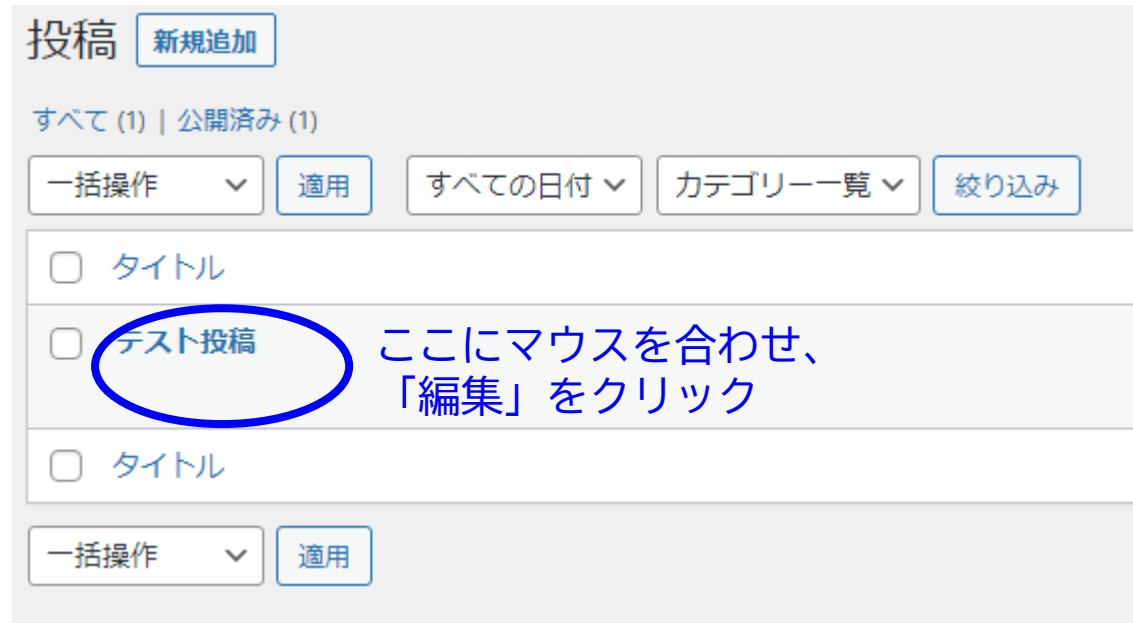 投稿 新規追加
すべて (1) | 公開済み (1)
一括操作 適用 すべての日付 カテゴリー一覧 絞り込み
タイトル
テスト投稿
ここにマウスを合わせ、
「編集」をクリック
タイトル
一括操作 適用